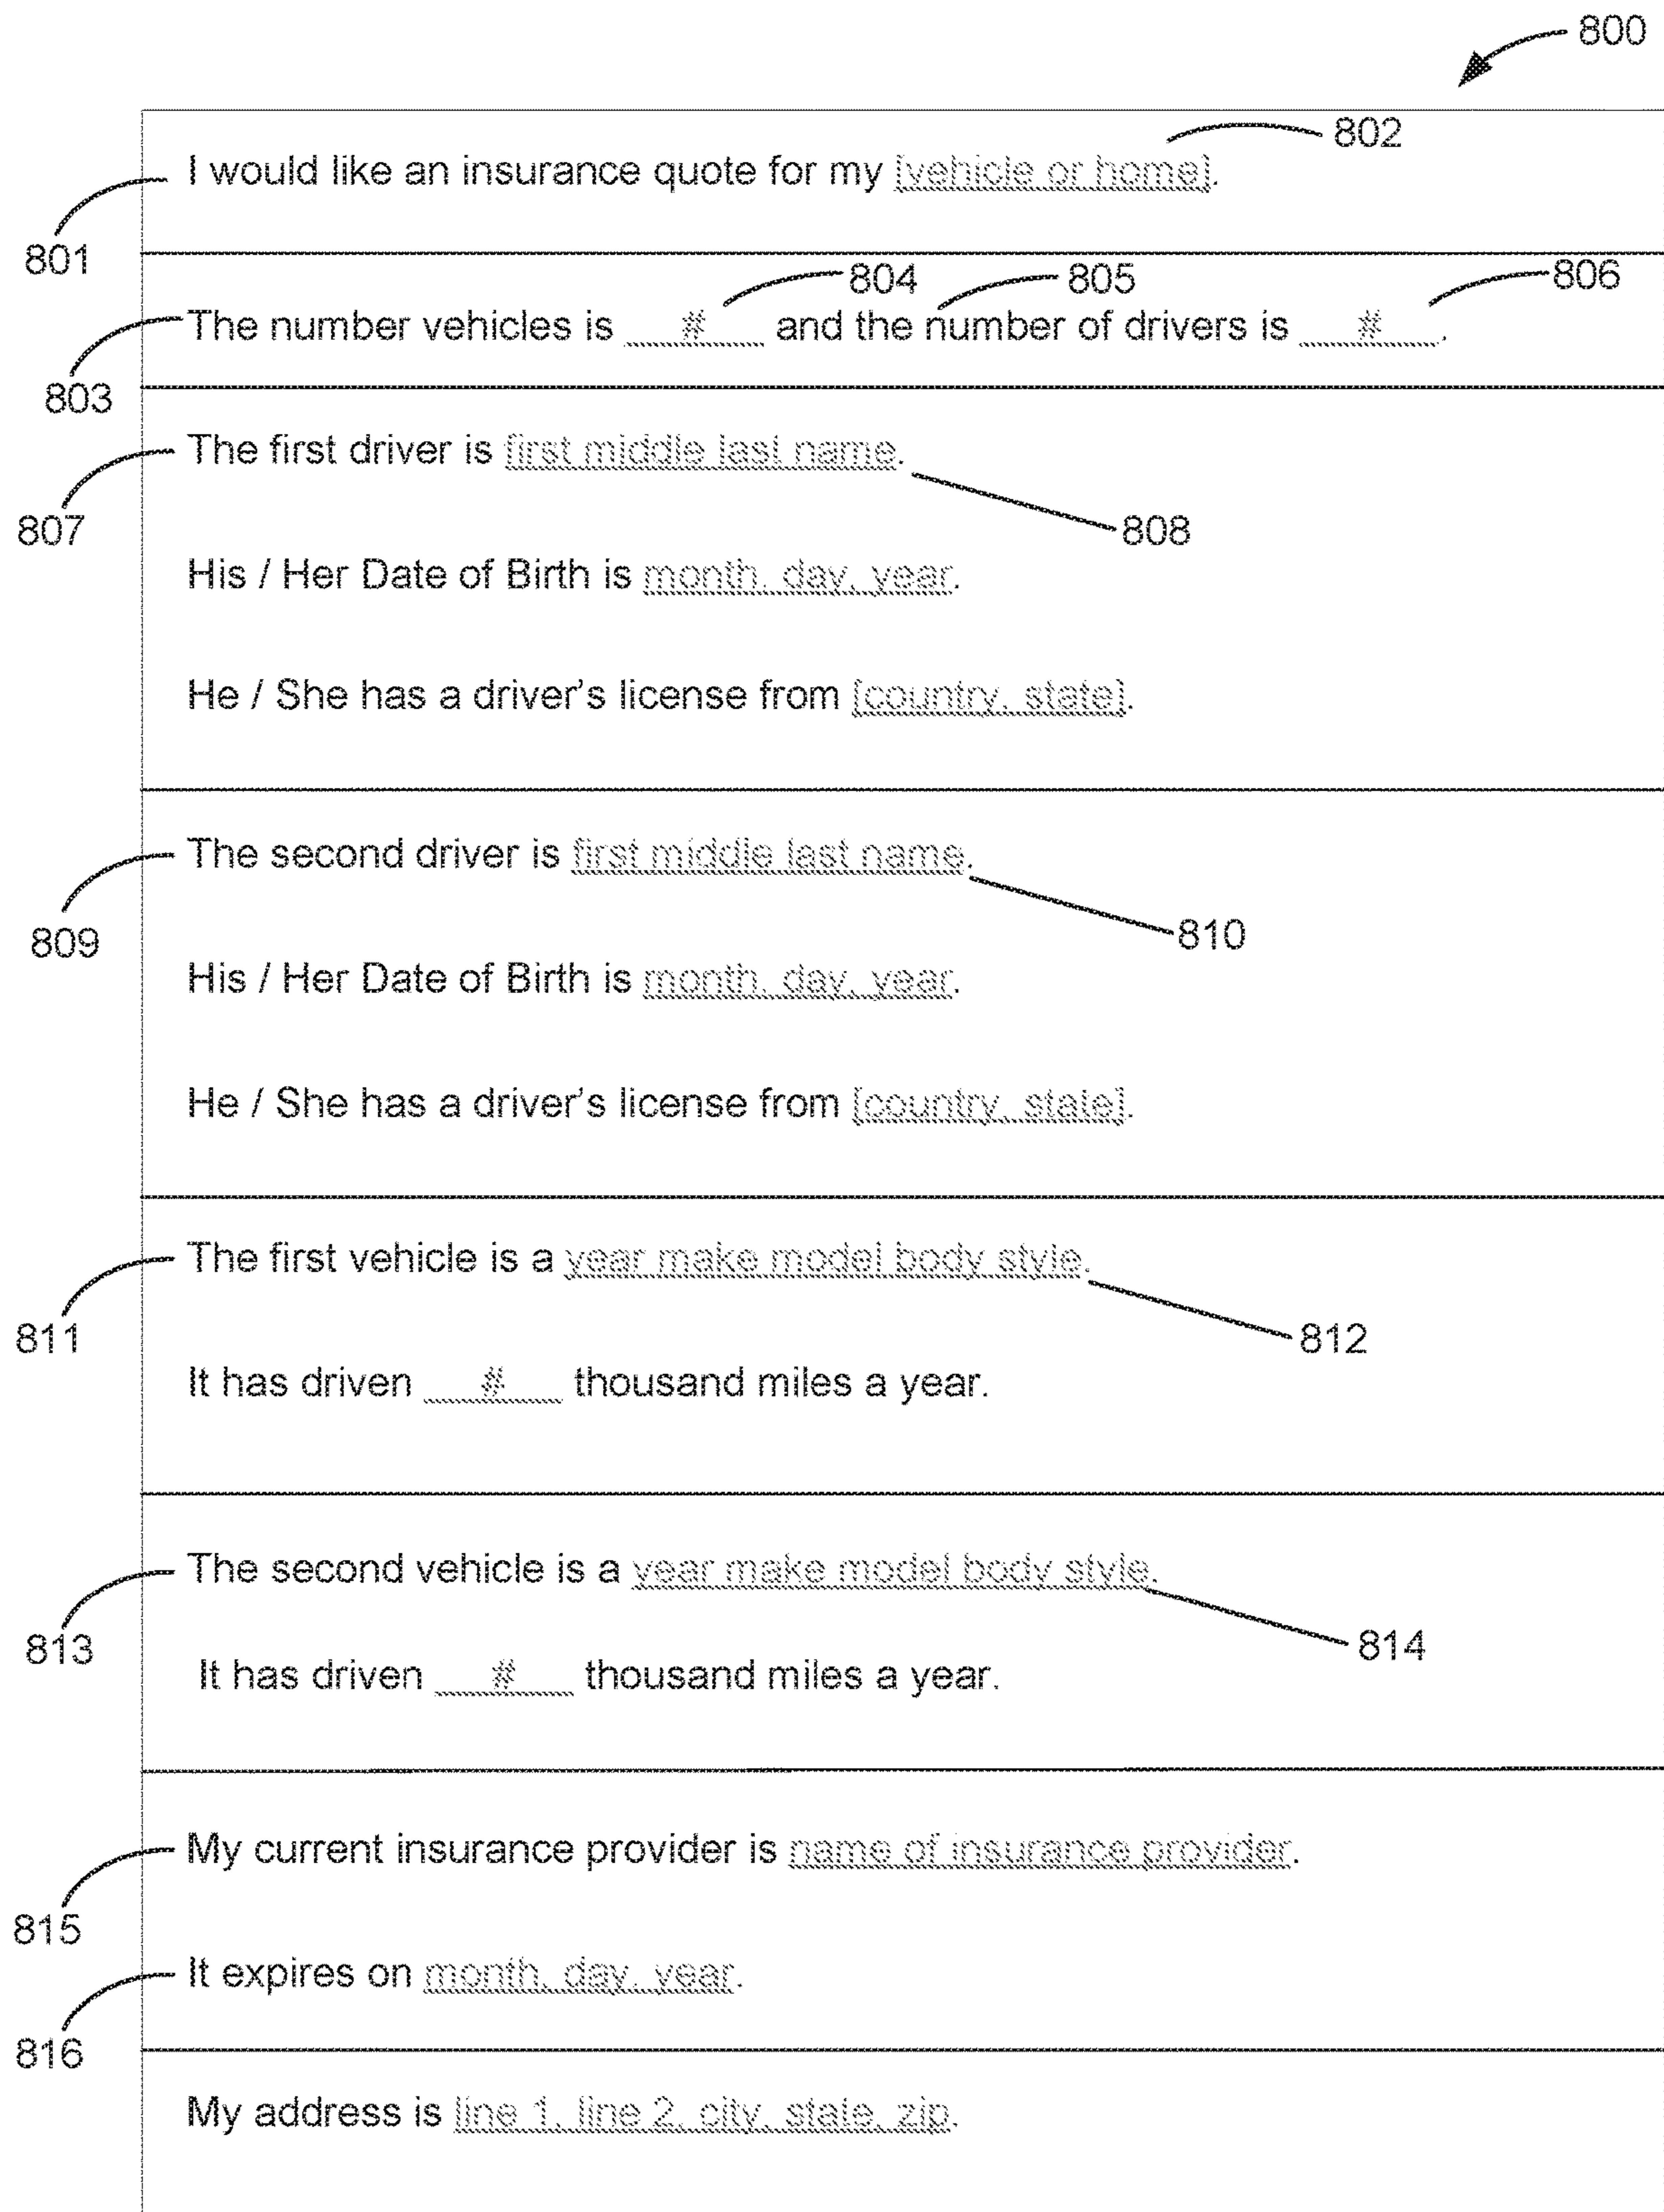 800
802
I would like an insurance quote for my [vehicle or home].
801
804 805 806
The number vehicles is # and the number of drivers is #.
803
The first driver is first middle last name.
807
808
His / Her Date of Birth is month, day, year.
He / She has a driver's license from [country, state].
The second driver is first middle last name.
809
810
His / Her Date of Birth is month, day, year.
He / She has a driver's license from [country, state].
The first vehicle is a year make model body style.
811
812
It has driven # thousand miles a year.
The second vehicle is a year make model body style.
813
814
It has driven # thousand miles a year.
My current insurance provider is name of insurance provider.
815
It expires on month, day, year.
816
My address is line 1, line 2, city, state, zip.